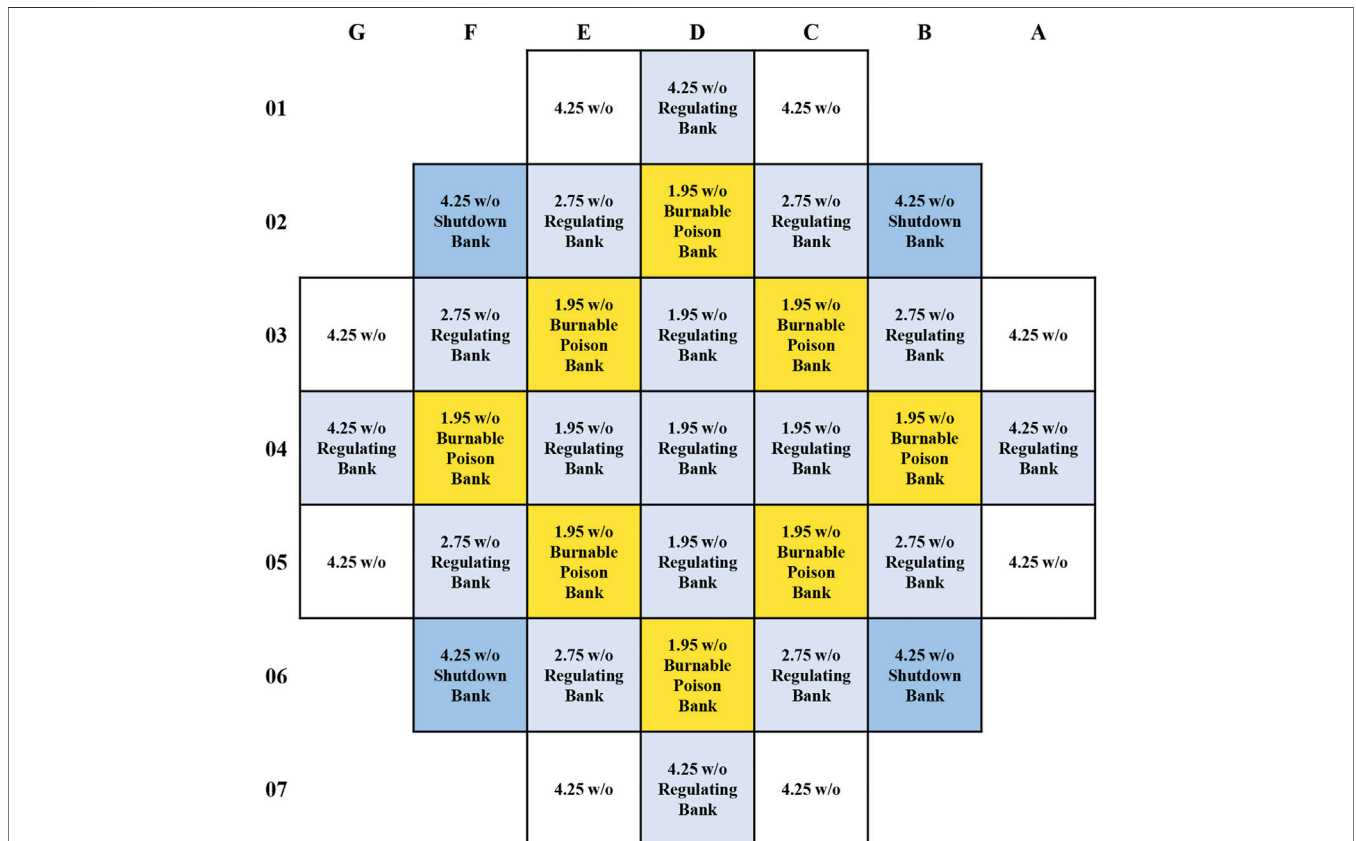 G F E D C B A
01
4.25 w/o
4.25 w/o
Regulating
Bank
4.25 w/o
02
4.25 w/o
Shutdown
Bank
2.75 w/o
Regulating
Bank
1.95 w/o
Burnable
Poison
Bank
2.75 w/o
Regulating
Bank
4.25 w/o
Shutdown
Bank
03
4.25 w/o
2.75 w/o
Regulating
Bank
1.95 w/o
Burnable
Poison
Bank
1.95 w/o
Regulating
Bank
1.95 w/o
Burnable
Poison
Bank
2.75 w/o
Regulating
Bank
4.25 w/o
04
4.25 w/o
Regulating
Bank
1.95 w/o
Burnable
Poison
Bank
1.95 w/o
Regulating
Bank
1.95 w/o
Regulating
Bank
1.95 w/o
Regulating
Bank
1.95 w/o
Burnable
Poison
Bank
4.25 w/o
Regulating
Bank
05
4.25 w/o
2.75 w/o
Regulating
Bank
1.95 w/o
Burnable
Poison
Bank
1.95 w/o
Regulating
Bank
1.95 w/o
Burnable
Poison
Bank
2.75 w/o
Regulating
Bank
4.25 w/o
06
4.25 w/o
Shutdown
Bank
2.75 w/o
Regulating
Bank
1.95 w/o
Burnable
Poison
Bank
2.75 w/o
Regulating
Bank
4.25 w/o
Shutdown
Bank
07
4.25 w/o
4.25 w/o
Regulating
Bank
4.25 w/o